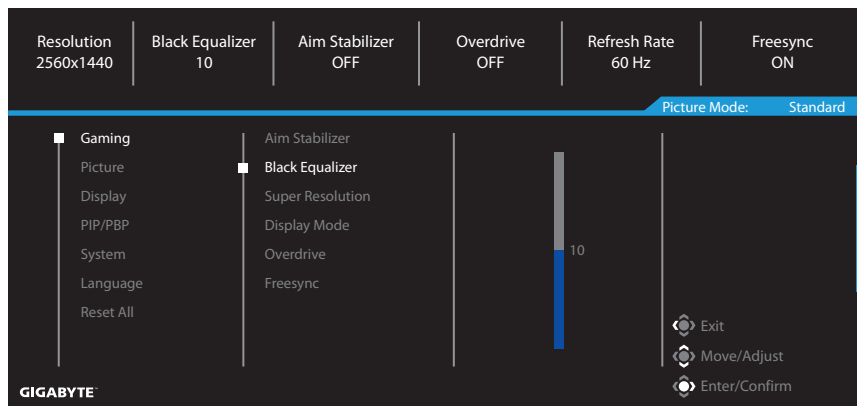 Resolution
2560x1440
Black Equalizer
10
Aim Stabilizer
OFF
Overdrive
OFF
Refresh Rate
60 Hz
Freesync
ON
Picture Mode: Standard
Gaming
Picture
Display
PIP/PBP
System
Language
Reset All
Aim Stabilizer
Black Equalizer
Super Resolution
Display Mode
Overdrive
Freesync
10
Exit
Move/Adjust
Enter/Confirm
GIGABYTE™